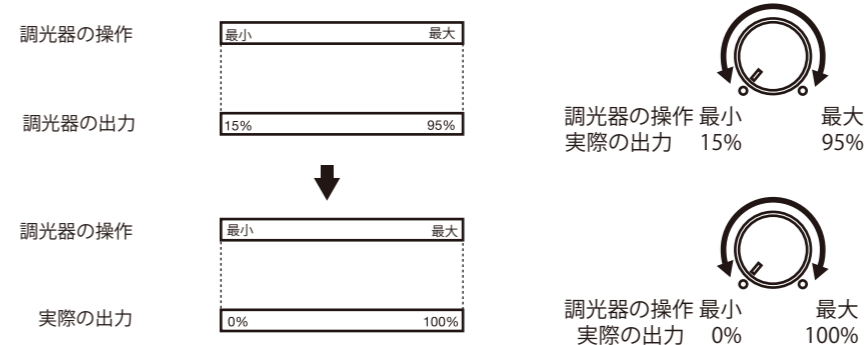 調光器の操作
最小 最大
調光器の出力
15% 95%
調光器の操作 最小 最大
実際の出力 15% 95%
調光器の操作
最小 最大
実際の出力
0% 100%
調光器の操作 最小 最大
実際の出力 0% 100%